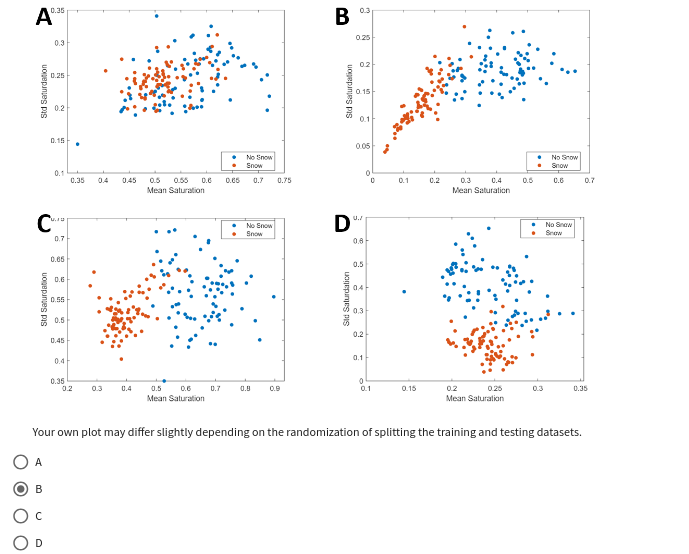 A
0.35
0.3
0.25
0.2
0.15
0.1
Std Saturdation
0.35 0.4 0.45 0.5 0.55 0.6 0.65 0.7 0.75
Mean Saturation
No Snow
Snow
B
0.3
0.25
0.2
0.15
0.1
0.05
0
Std Saturdation
0 0.1 0.2 0.3 0.4 0.5 0.6 0.7
Mean Saturation
No Snow
Snow
C
0.75
0.7
0.65
0.6
0.55
0.5
0.45
0.4
0.35
Std Saturdation
0.2 0.3 0.4 0.5 0.6 0.7 0.8 0.9
Mean Saturation
No Snow
Snow
D
0.7
0.6
0.5
0.4
0.3
0.2
0.1
0
Std Saturdation
0.1 0.15 0.2 0.25 0.3 0.35
Mean Saturation
No Snow
Snow
Your own plot may differ slightly depending on the randomization of splitting the training and testing datasets.
A
B
C
D